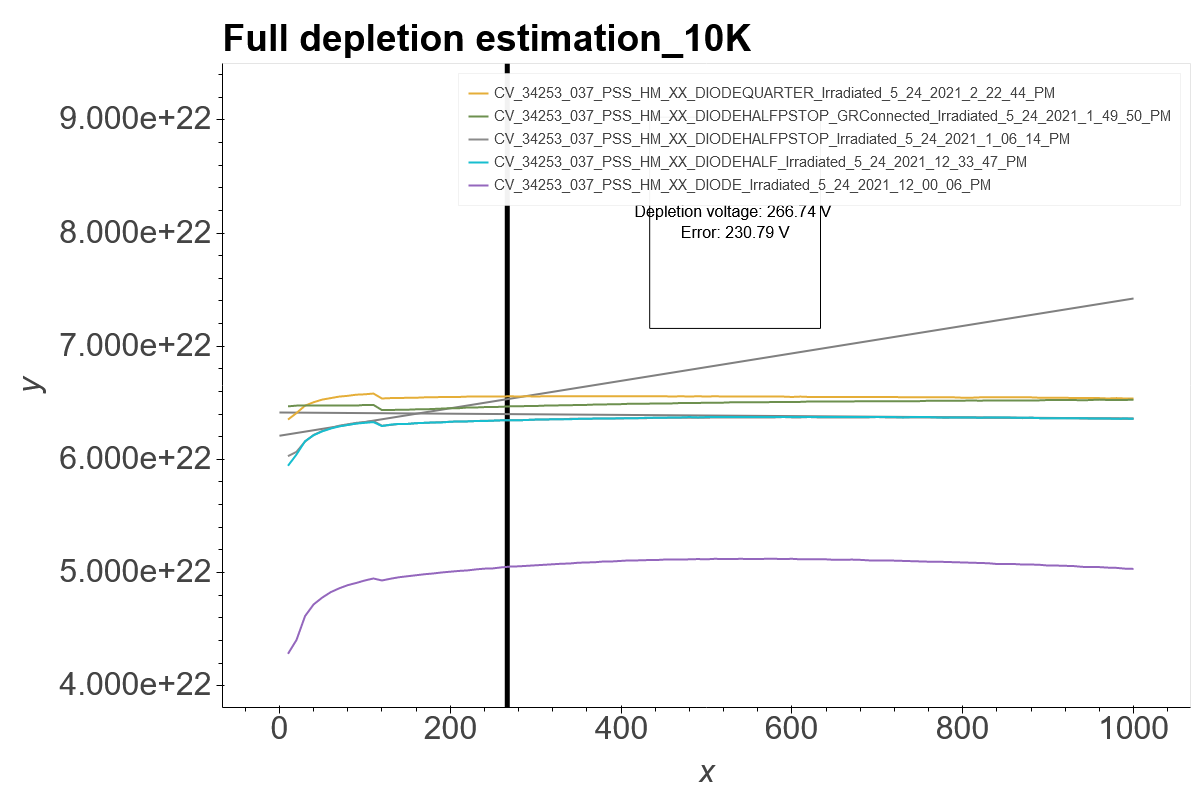 Full depletion estimation_10K
CV_34253_037_PSS_HM_XX_DIODEQUARTER_Irradiated_5_24_2021_2_22_44_PM
CV_34253_037_PSS_HM_XX_DIODEHALFPSTOP_GRConnected_Irradiated_5_24_2021_1_49_50_PM
CV_34253_037_PSS_HM_XX_DIODEHALFPSTOP_Irradiated_5_24_2021_1_06_14_PM
CV_34253_037_PSS_HM_XX_DIODEHALF_Irradiated_5_24_2021_12_33_47_PM
CV_34253_037_PSS_HM_XX_DIODE_Irradiated_5_24_2021_12_00_06_PM
Depletion voltage: 266.74 V
Error: 230.79 V
9.000e+22
8.000e+22
7.000e+22
6.000e+22
5.000e+22
4.000e+22
y
0 200 400 600 800 1000
x